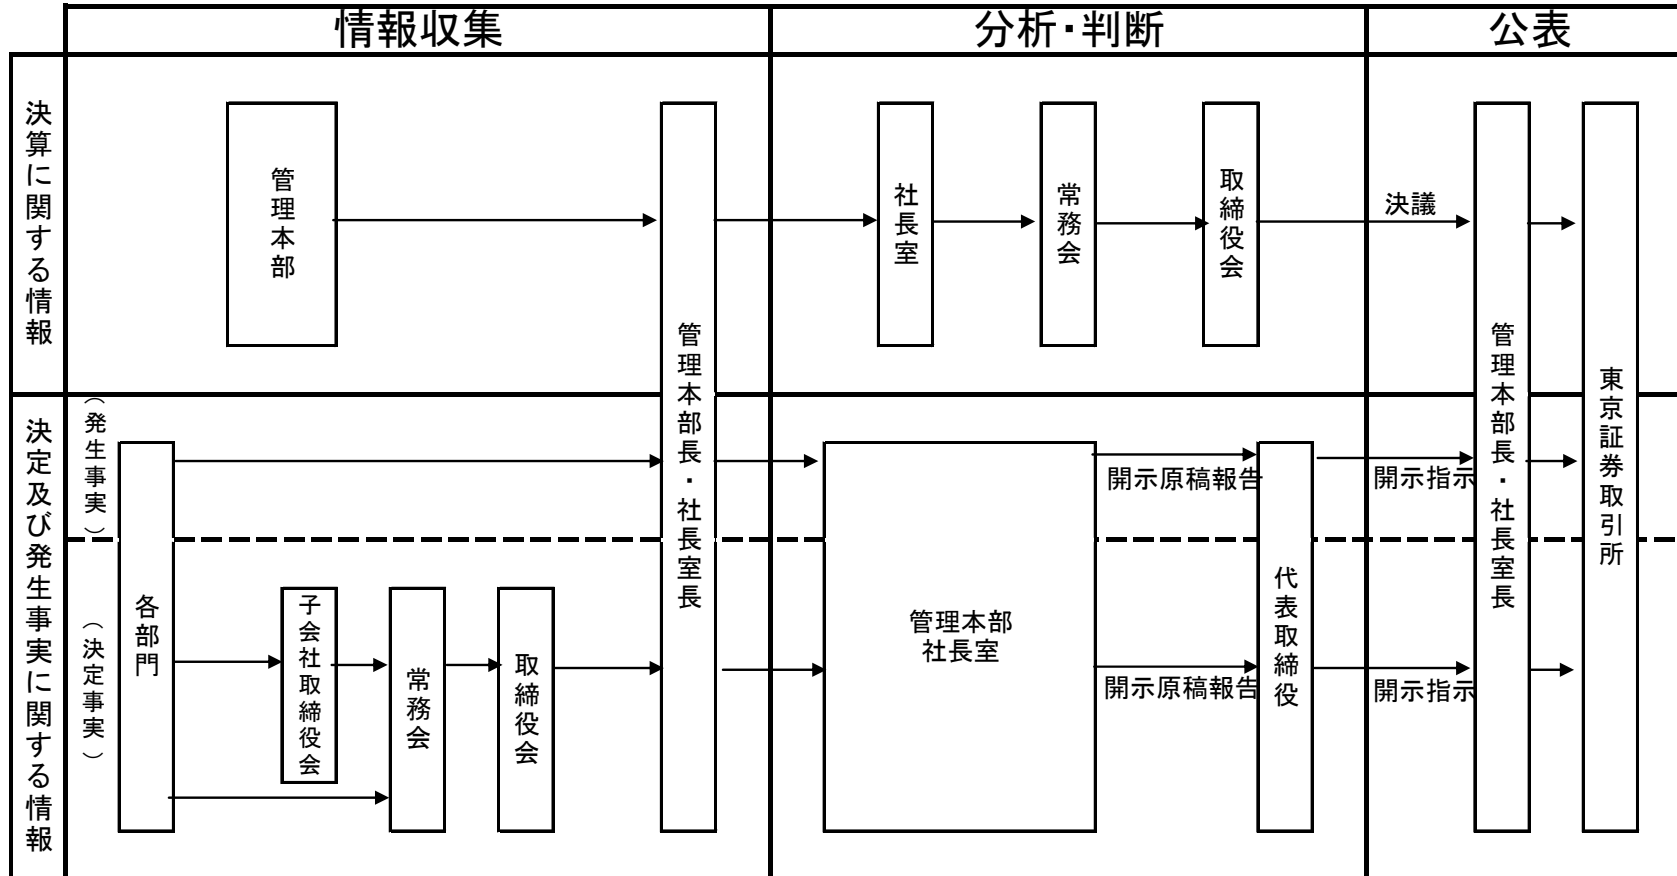 情報収集
分析・判断
公表
決算に関する情報
管理本部
管理本部長・社長室長
社長室
常務会
取締役会
決議
管理本部長・社長室長
東京証券取引所
決定及び発生事実に関する情報
（発生事実）
各部門
開示原稿報告
代表取締役
開示指示
（決定事実）
子会社取締役会
常務会
取締役会
管理本部
社長室
開示原稿報告
開示指示